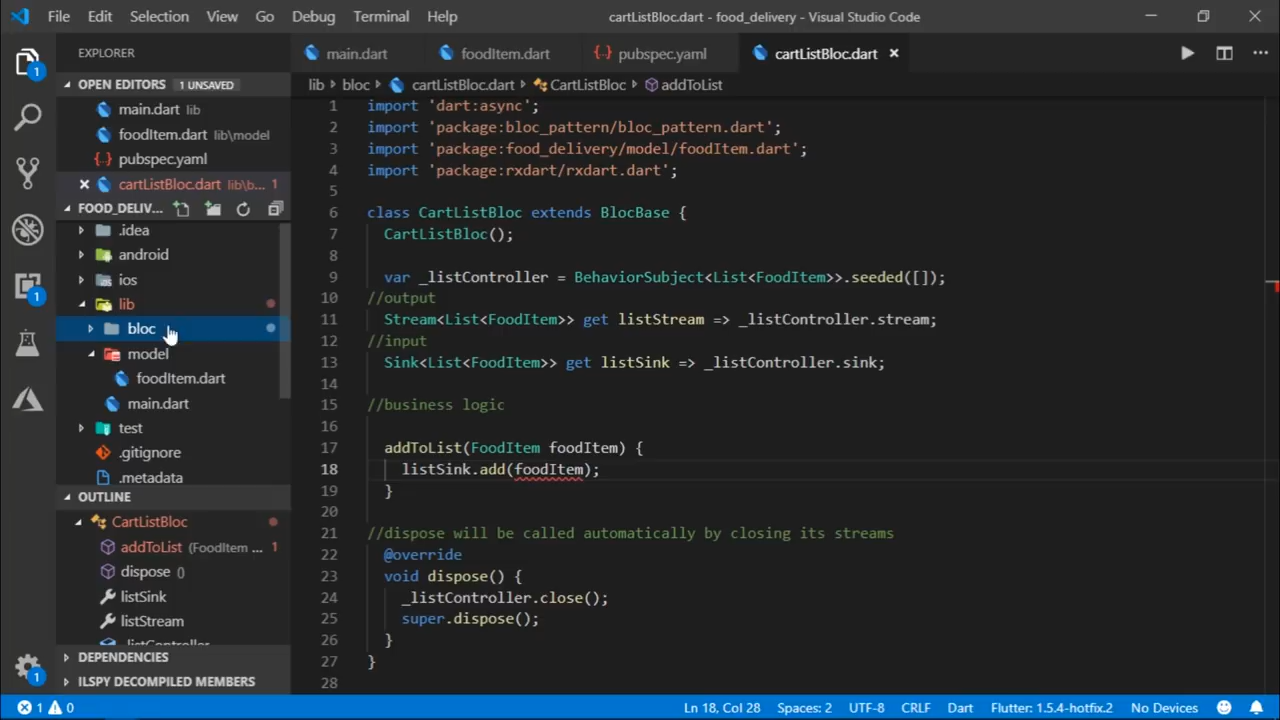 File Edit Selection View Go Debug Terminal Help cartListBloc.dart - food_delivery - Visual Studio Code
EXPLORER
OPEN EDITORS 1 UNSAVED
main.dart lib
foodItem.dart lib\model
{} pubspec.yaml
cartListBloc.dart lib\b... 1
FOOD_DELIV...
.idea
android
ios
lib
bloc
model
foodItem.dart
main.dart
test
.gitignore
.metadata
OUTLINE
CartListBloc
addToList (FoodItem ... 1
dispose ()
listSink
listStream
_listController
DEPENDENCIES
ILSPY DECOMPILED MEMBERS
1
1
1
main.dart foodItem.dart {} pubspec.yaml cartListBloc.dart
lib bloc cartListBloc.dart CartListBloc addToList
1 import 'dart:async';
2 import 'package:bloc_pattern/bloc_pattern.dart';
3 import 'package:food_delivery/model/foodItem.dart';
4 import 'package:rxdart/rxdart.dart';
5
6 class CartListBloc extends BlocBase {
7 CartListBloc();
8
9 var _listController = BehaviorSubject<List<FoodItem>>.seeded([]);
10 //output
11 Stream<List<FoodItem>> get listStream => _listController.stream;
12 //input
13 Sink<List<FoodItem>> get listSink => _listController.sink;
14
15 //business logic
16
17 addToList(FoodItem foodItem) {
18 listSink.add(foodItem);
19 }
20
21 //dispose will be called automatically by closing its streams
22 @override
23 void dispose() {
24 _listController.close();
25 super.dispose();
26 }
27 }
28
1 0 Ln 18, Col 28 Spaces: 2 UTF-8 CRLF Dart Flutter: 1.5.4-hotfix.2 No Devices